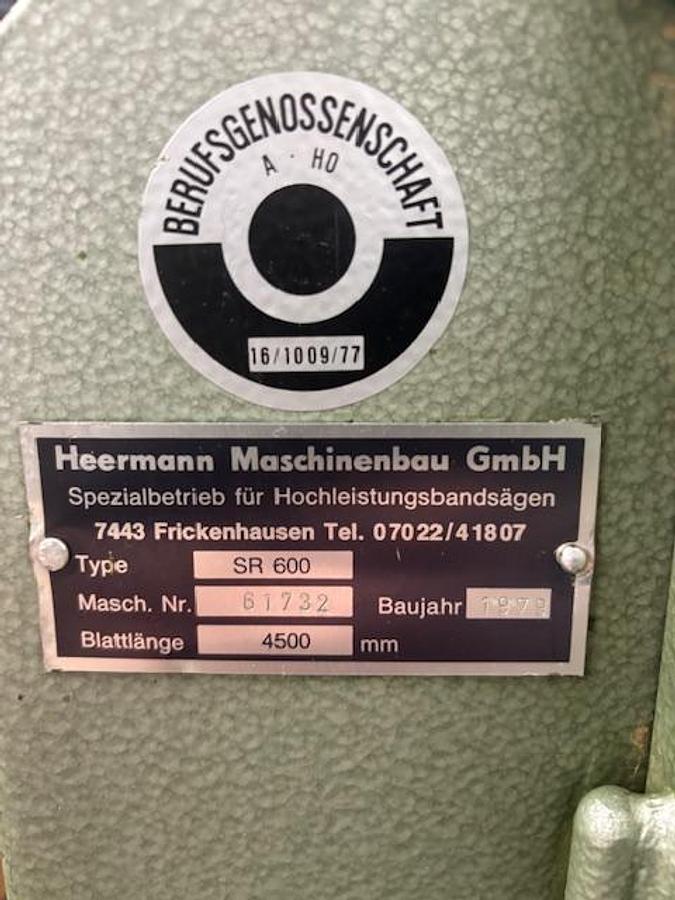 BERUFSGENOSSENSCHAFT
A · HO
16/1009/77
Heermann Maschinenbau GmbH
Spezialbetrieb für Hochleistungsbandsägen
7443 Frickenhausen Tel. 07022/41807
Type SR 600
Masch. Nr. 61732 Baujahr 1979
Blattlänge 4500 mm